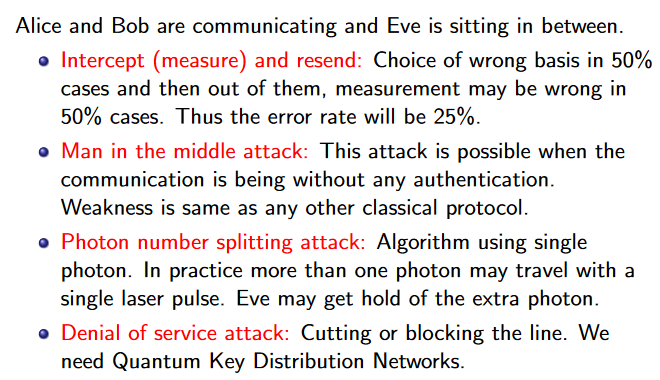 Alice and Bob are communicating and Eve is sitting in between.
Intercept (measure) and resend: Choice of wrong basis in 50%
cases and then out of them, measurement may be wrong in
50% cases. Thus the error rate will be 25%.
Man in the middle attack: This attack is possible when the
communication is being without any authentication.
Weakness is same as any other classical protocol.
Photon number splitting attack: Algorithm using single
photon. In practice more than one photon may travel with a
single laser pulse. Eve may get hold of the extra photon.
Denial of service attack: Cutting or blocking the line. We
need Quantum Key Distribution Networks.